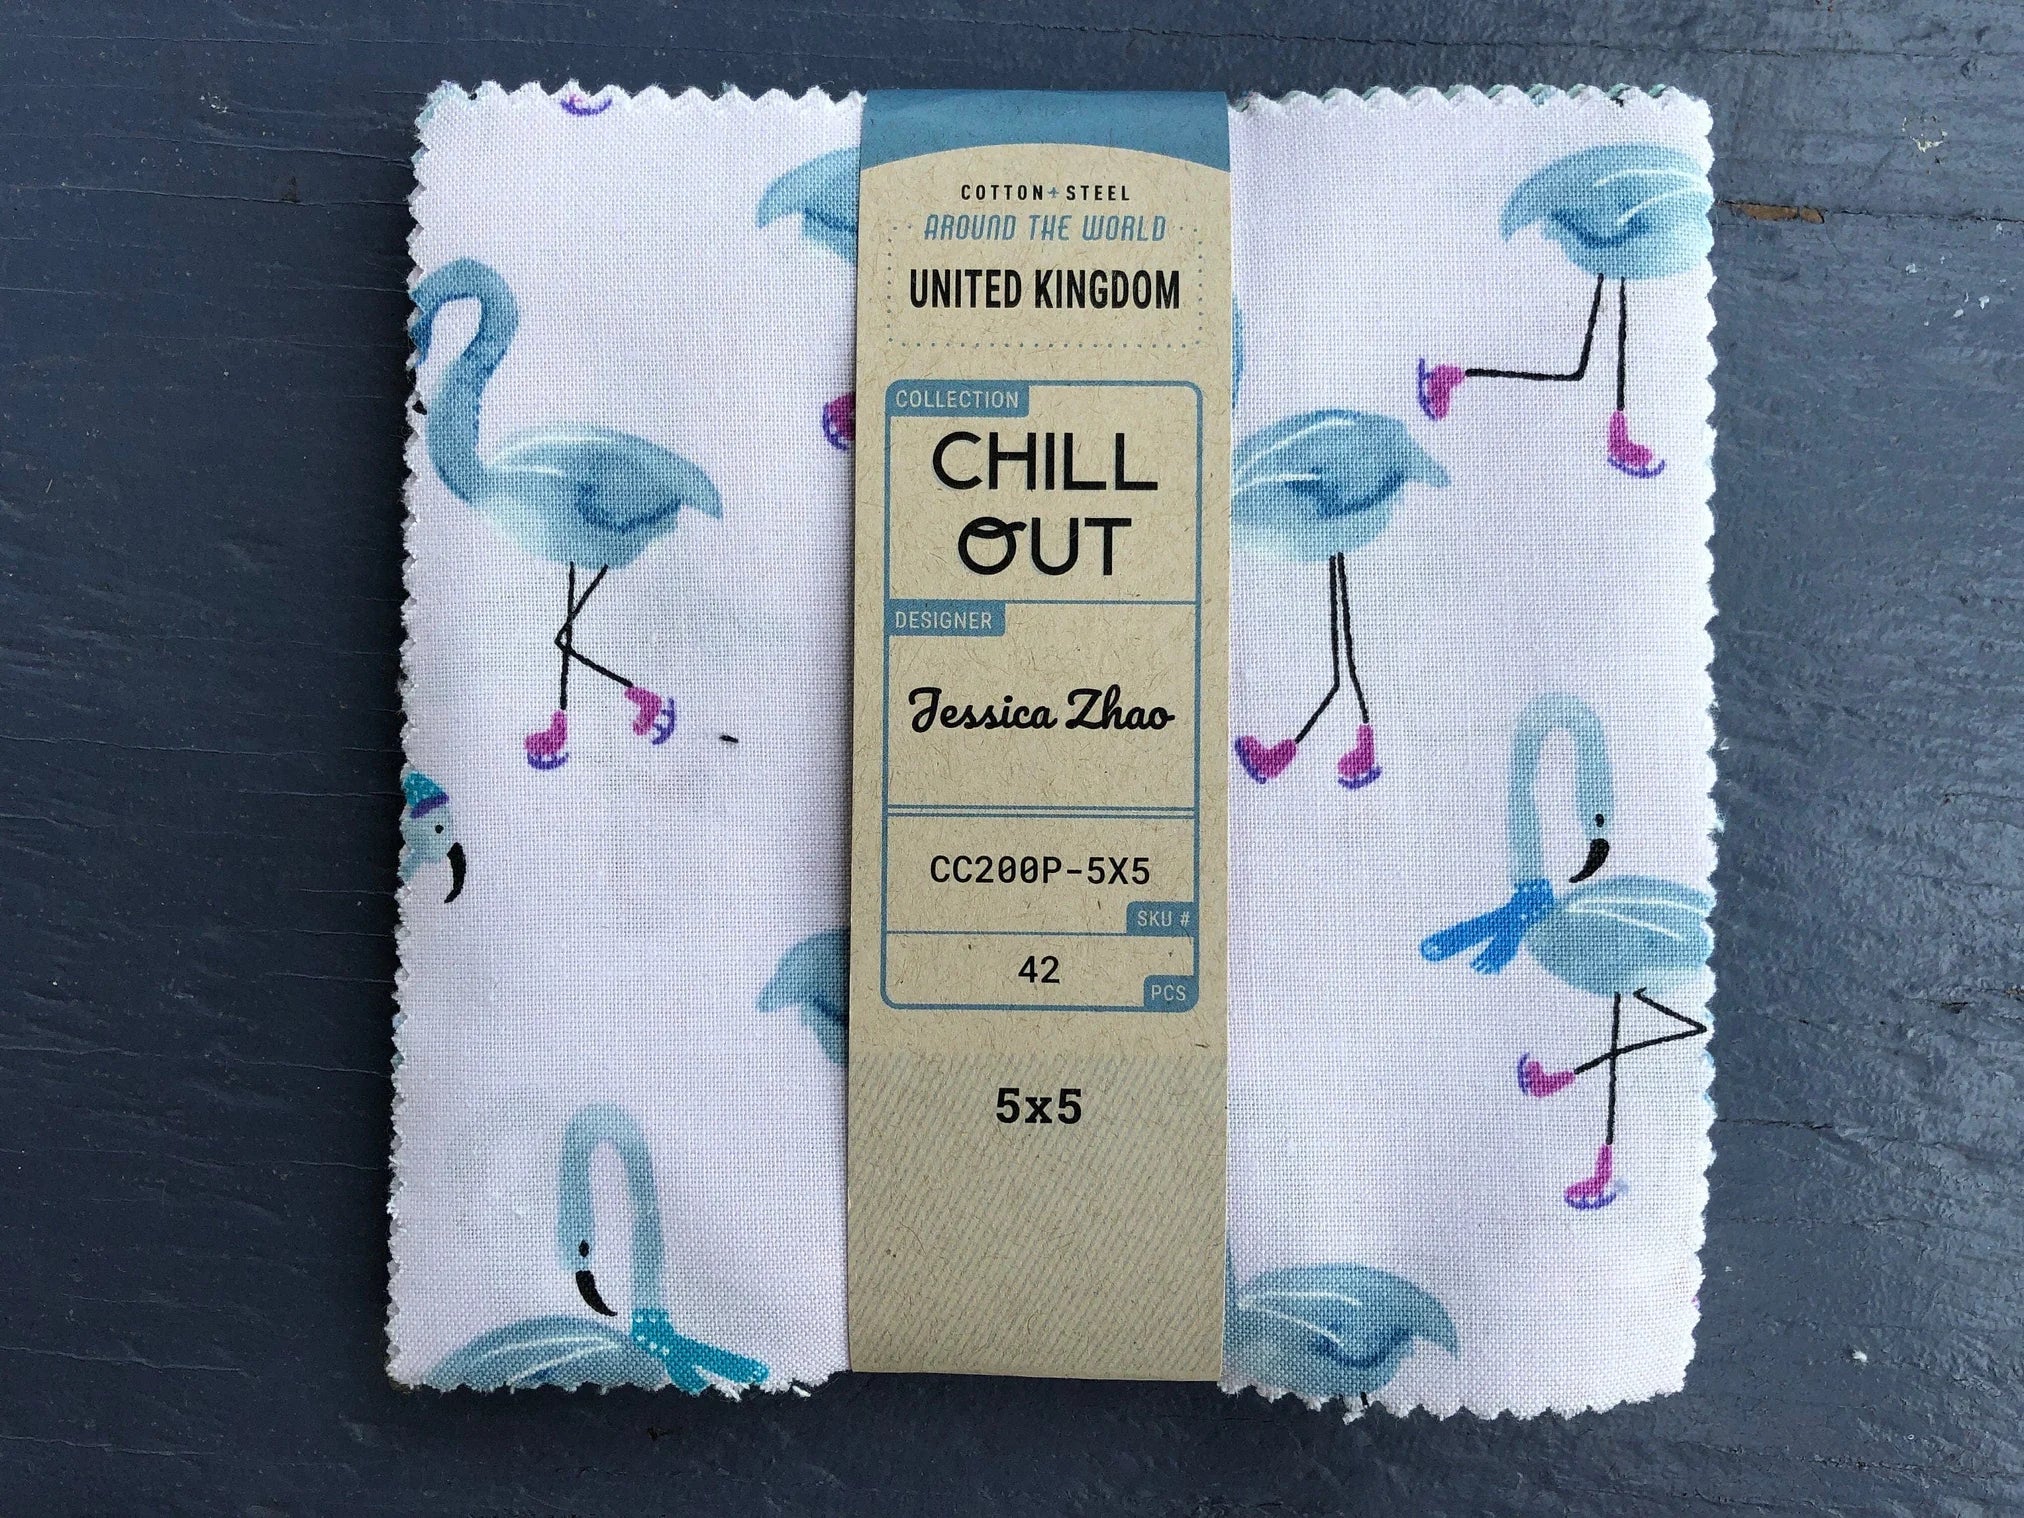 COTTON+STEEL
AROUND THE WORLD
UNITED KINGDOM
COLLECTION
CHILL
OUT
DESIGNER
Jessica Zhao
CC200P-5X5
SKU #
42
PCS
5x5